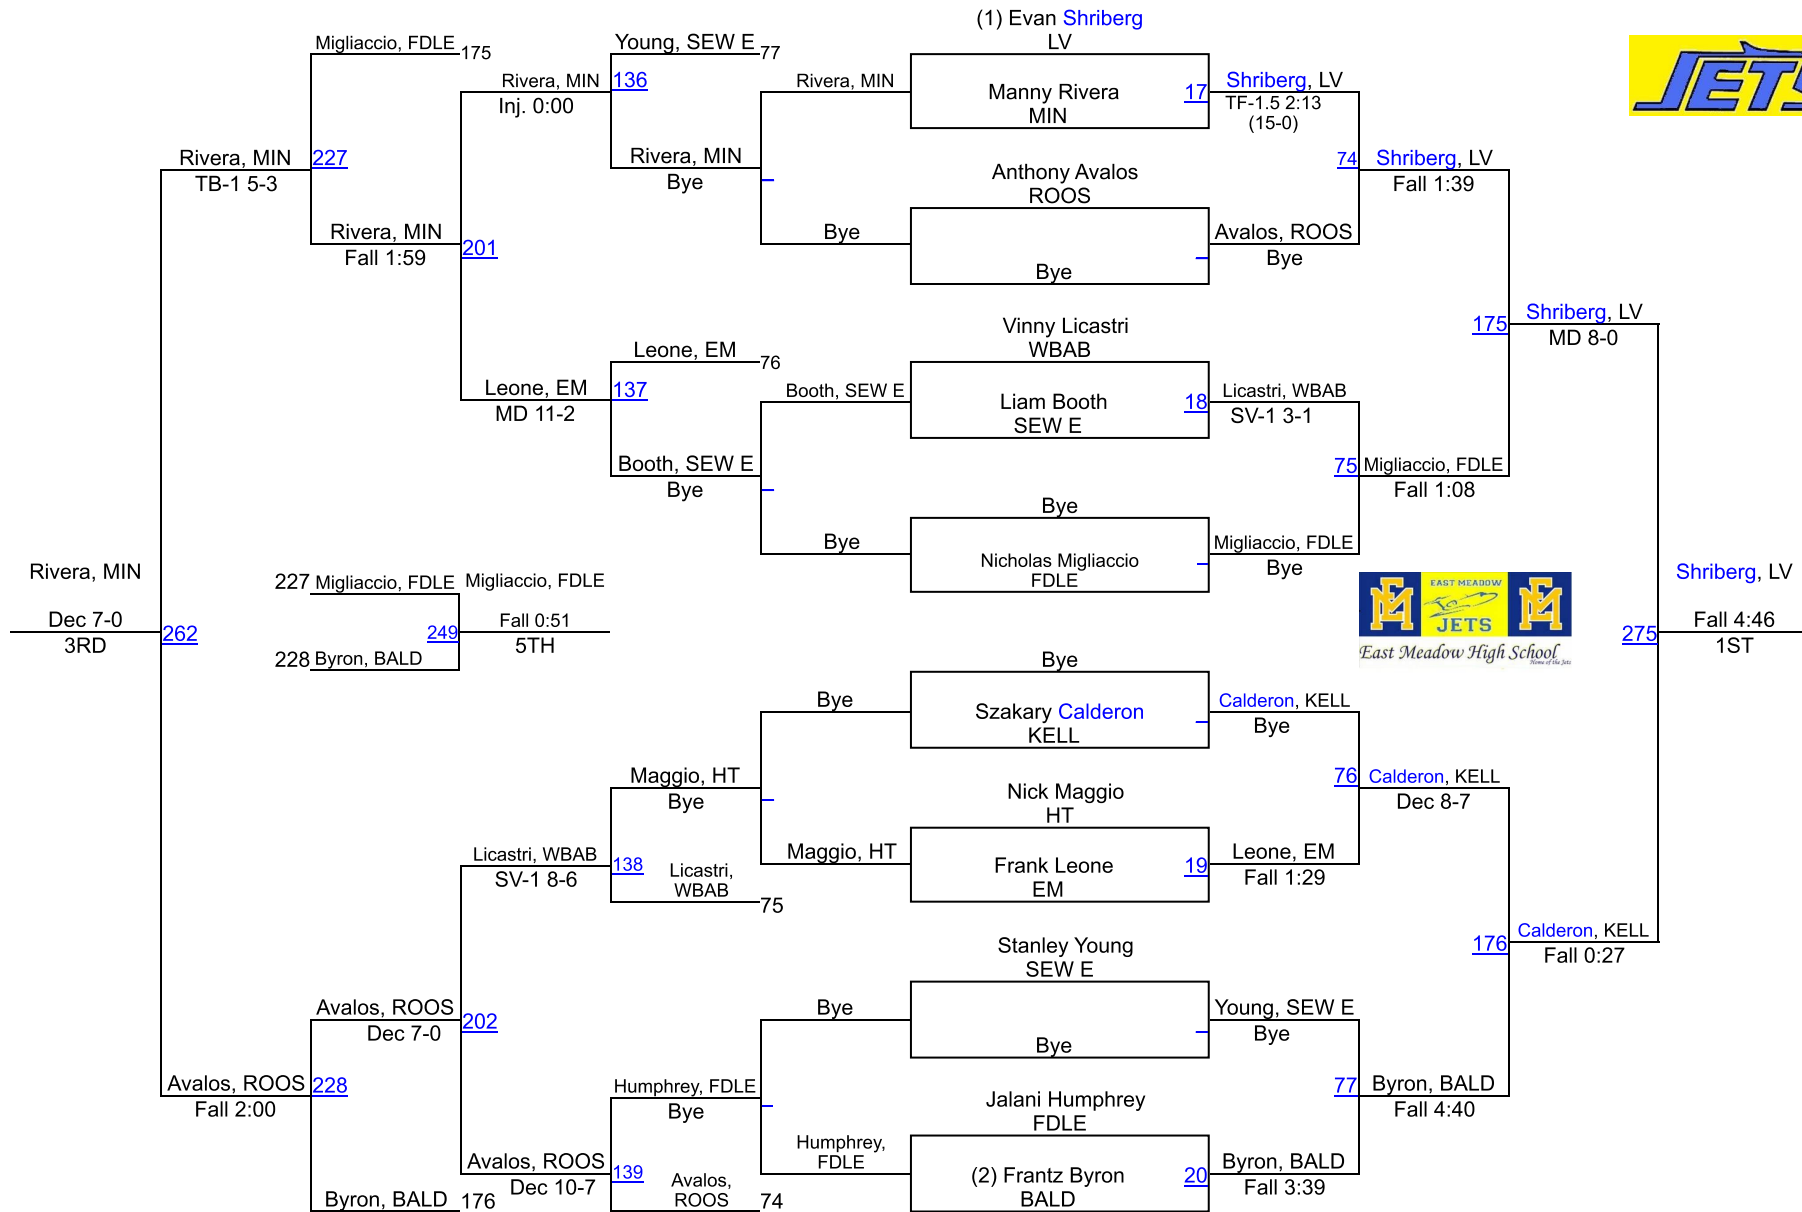 (1) Evan Shriberg
LV
Migliaccio, FDLE
175
Young, SEW E
77
Rivera, MIN
Inj. 0:00
136
Rivera, MIN
Manny Rivera
MIN
17
Shriberg, LV
TF-1.5 2:13
(15-0)
JETS
Rivera, MIN
TB-1 5-3
227
Rivera, MIN
Bye
Anthony Avalos
ROOS
74
Shriberg, LV
Fall 1:39
Rivera, MIN
Fall 1:59
201
Bye
Bye
Avalos, ROOS
Bye
Vinny Licastri
WBAB
175
Shriberg, LV
MD 8-0
Leone, EM
76
Leone, EM
MD 11-2
137
Booth, SEW E
Liam Booth
SEW E
18
Licastri, WBAB
SV-1 3-1
Booth, SEW E
Bye
75
Migliaccio, FDLE
Fall 1:08
Bye
Bye
Nicholas Migliaccio
FDLE
Migliaccio, FDLE
Bye
Rivera, MIN
Dec 7-0
3RD
262
227
Migliaccio, FDLE
228
Byron, BALD
249
Migliaccio, FDLE
Fall 0:51
5TH
EM
EAST MEADOW
JETS
EM
East Meadow High School
Home of the Jets
275
Shriberg, LV
Fall 4:46
1ST
Bye
Bye
Szakary Calderon
KELL
Calderon, KELL
Bye
Maggio, HT
Bye
Nick Maggio
HT
76
Calderon, KELL
Dec 8-7
Licastri, WBAB
SV-1 8-6
138
Licastri,
WBAB
75
Maggio, HT
Frank Leone
EM
19
Leone, EM
Fall 1:29
Stanley Young
SEW E
176
Calderon, KELL
Fall 0:27
Avalos, ROOS
Dec 7-0
202
Bye
Bye
Young, SEW E
Bye
Avalos, ROOS
Fall 2:00
228
Humphrey, FDLE
Bye
Jalani Humphrey
FDLE
77
Byron, BALD
Fall 4:40
Humphrey,
FDLE
Avalos, ROOS
Dec 10-7
139
Avalos,
ROOS
74
(2) Frantz Byron
BALD
20
Byron, BALD
Fall 3:39
Byron, BALD
176